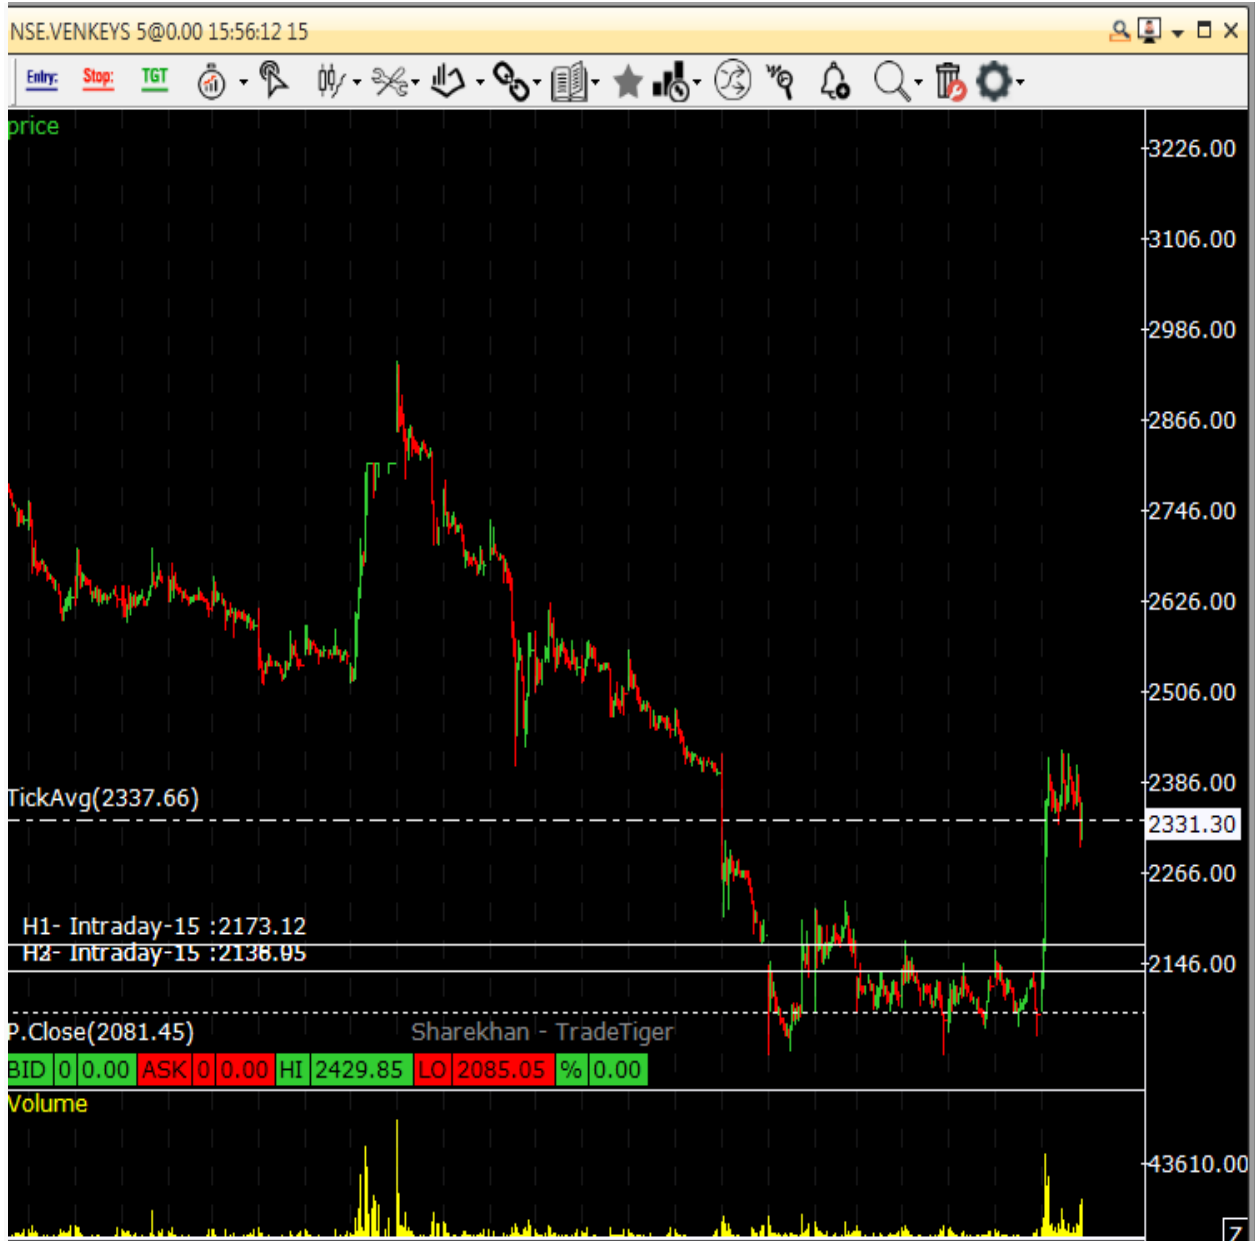 NSE.VENKEYS 5@0.00 15:56:12 15
Entry: Stop: TGT
price
3226.00
3106.00
2986.00
2866.00
2746.00
2626.00
2506.00
2386.00
TickAvg(2337.66)
2331.30
2266.00
H1- Intraday-15 :2173.12
Intraday-15
2146.00
P.Close(2081.45)
Sharekhan - TradeTiger
BID 0 0.00 ASK 0 0.00 HI 2429.85 LO 2085.05 % 0.00
Volume
43610.00
Z